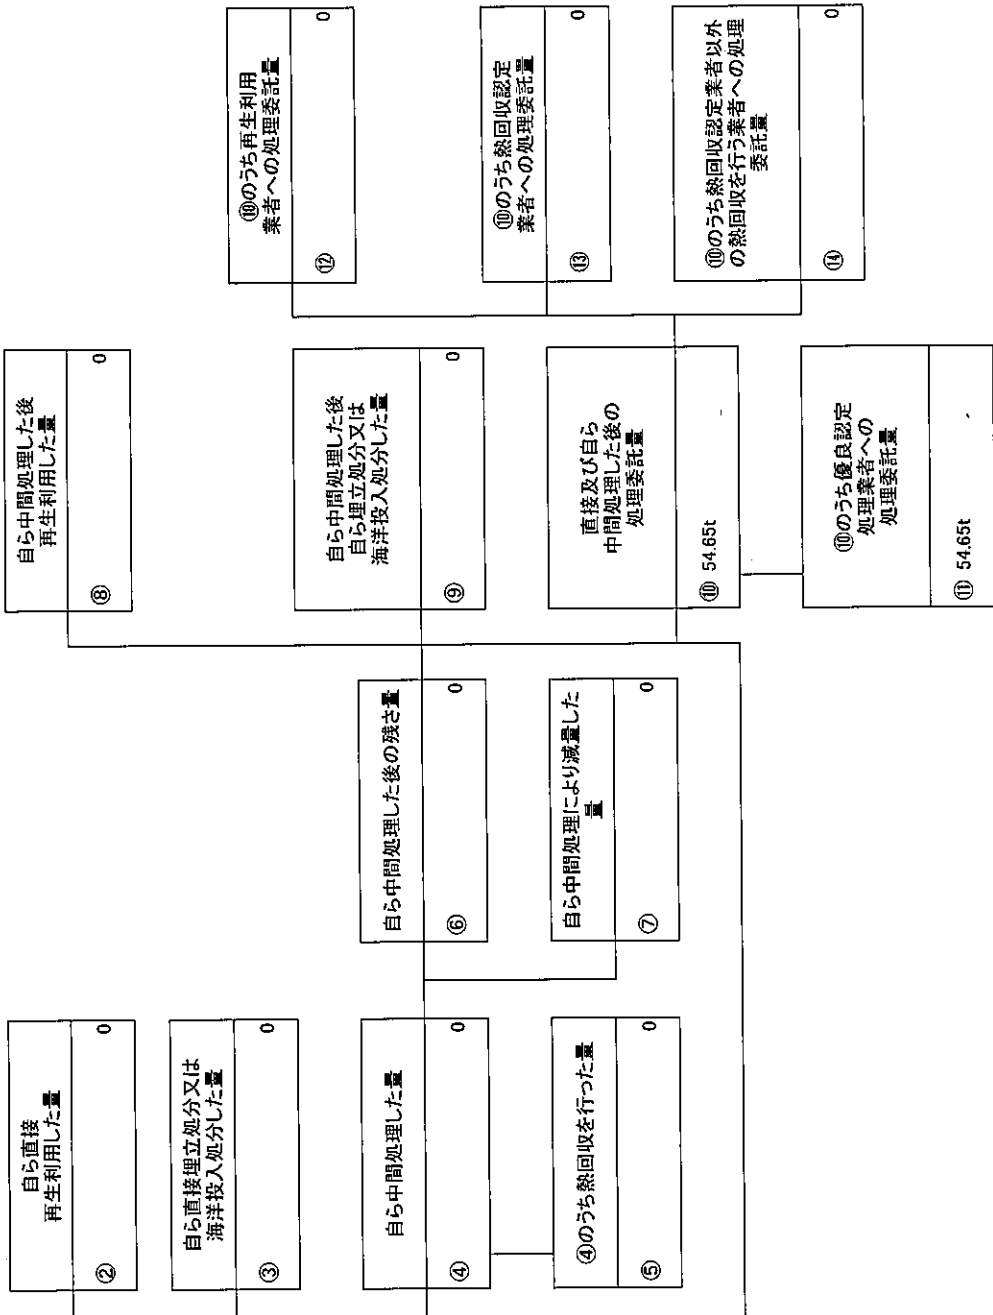 自ら直接
再生利用した量
② 0
自ら直接埋立処分又は
海洋投入処分した量
③ 0
自ら中間処理した量
④ 0
④のうち熱回収を行った量
⑤ 0
自ら中間処理した後の残さ量
⑥ 0
自ら中間処理により減量した
量
⑦ 0
自ら中間処理した後
再生利用した量
⑧ 0
自ら中間処理した後
自ら埋立処分又は
海洋投入処分した量
⑨ 0
直接及び自ら
中間処理した後の
処理委託量
⑩ 54.65t
⑩のうち優良認定
処理業者への
処理委託量
⑪ 54.65t
⑩のうち再生利用
業者への処理委託量
⑫ 0
⑩のうち熱回収認定
業者への処理委託量
⑬ 0
⑩のうち熱回収認定業者以外
の熱回収を行う業者への処理
委託量
⑭ 0